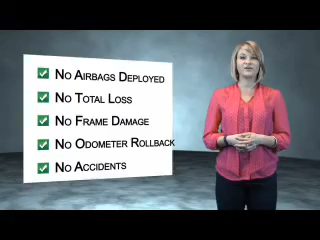 No Airbags Deployed
No Total Loss
No Frame Damage
No Odometer Rollback
No Accidents